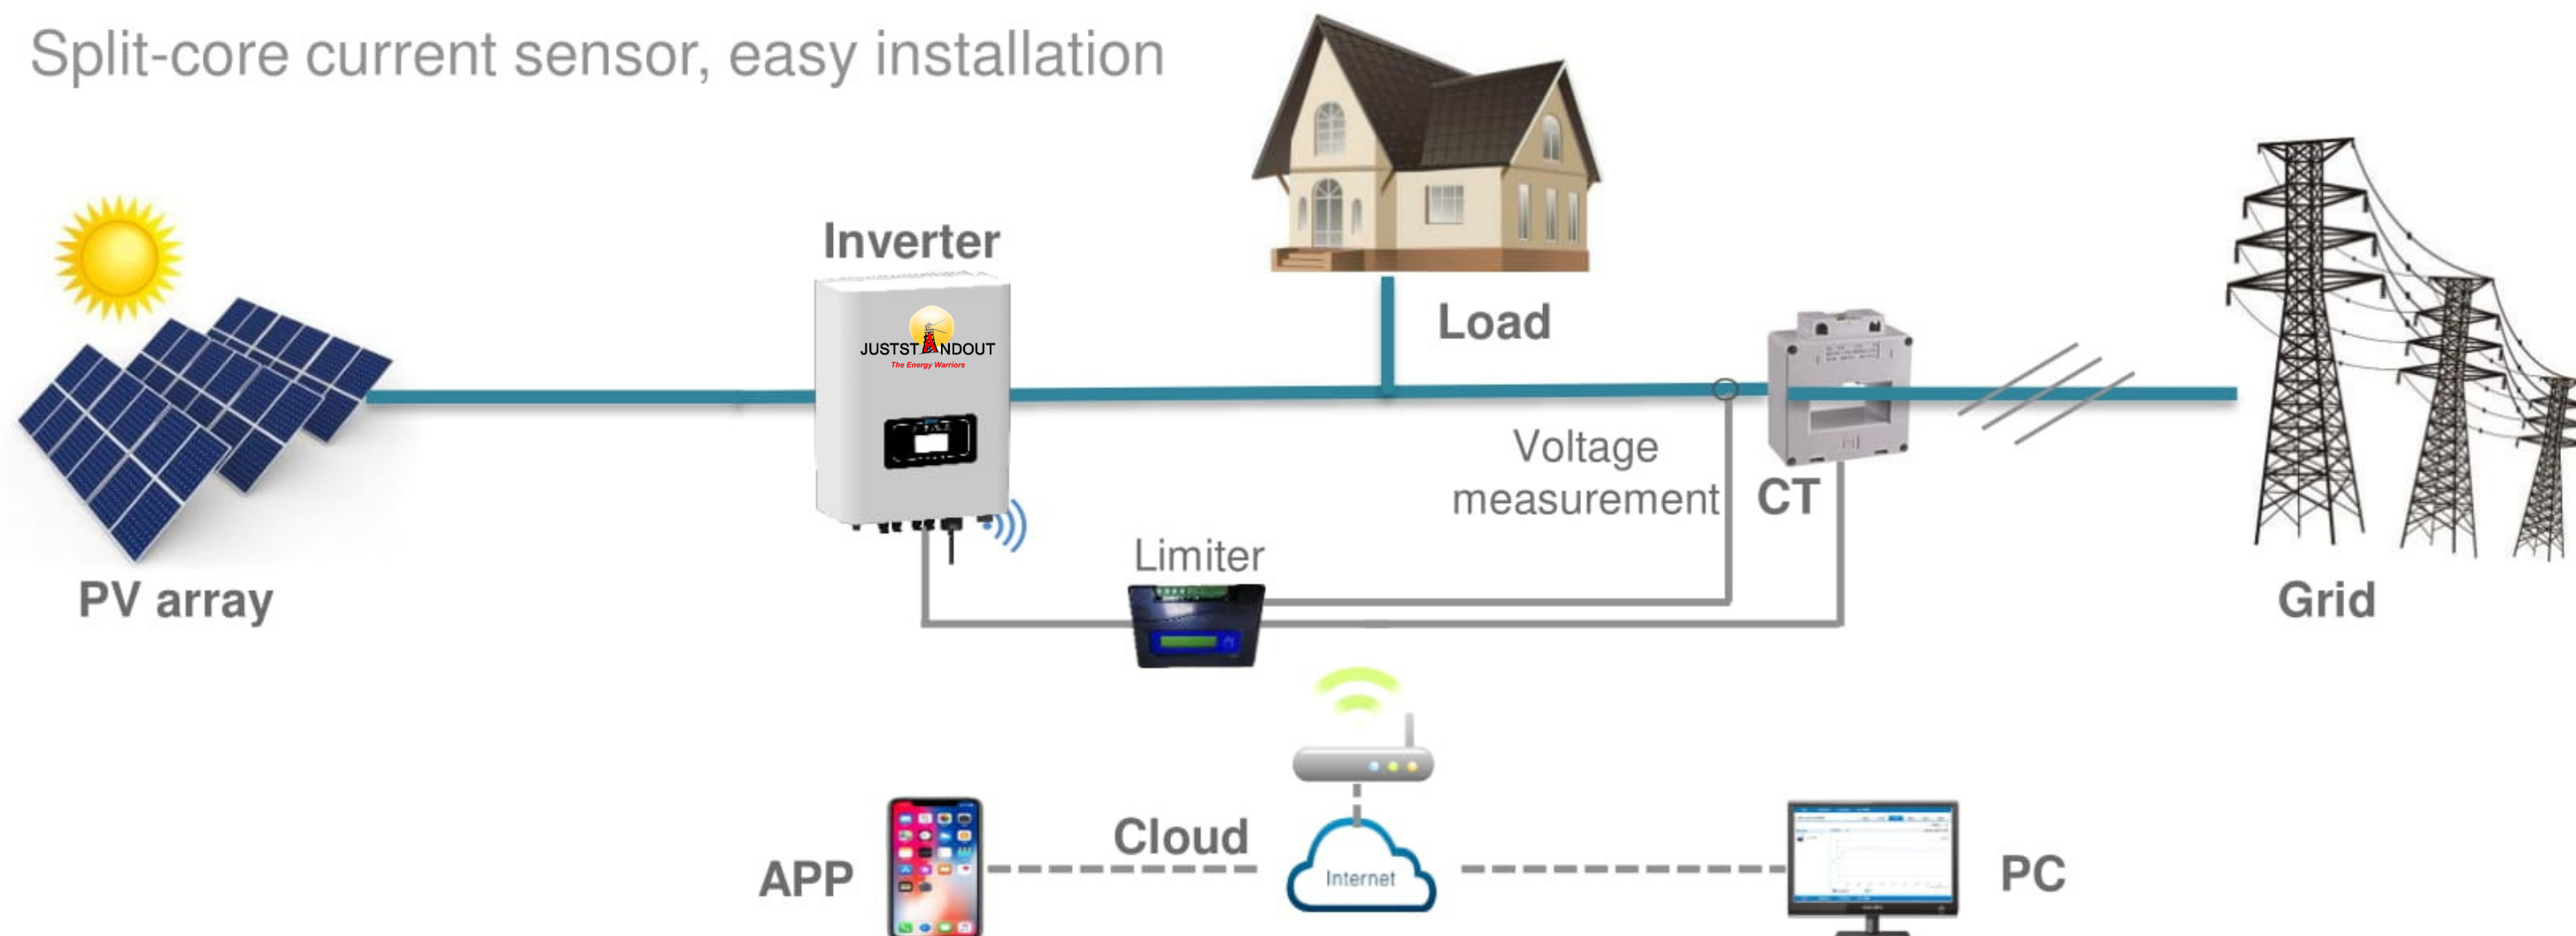 Split-core current sensor, easy installation
Inverter
JUSTSTANDOUT
The Energy Warriors
Load
Voltage
measurement
CT
Limiter
PV array
Grid
Cloud
Internet
APP
PC